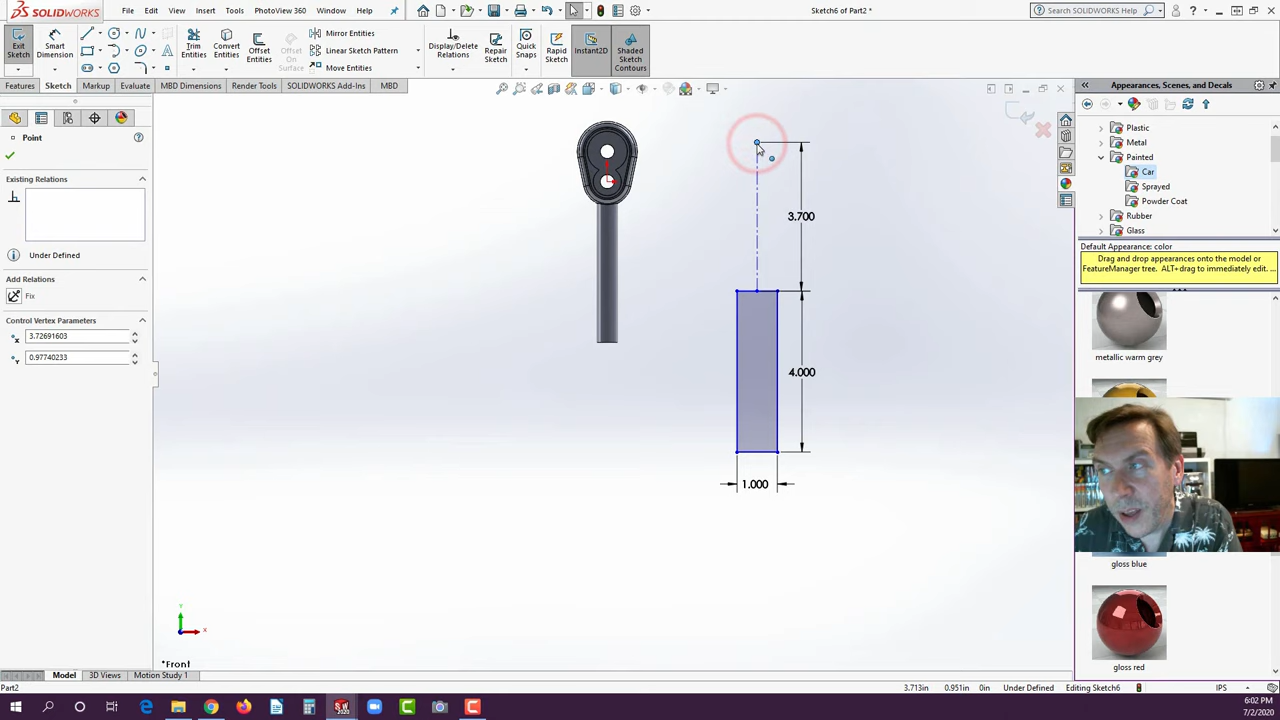 SOLIDWORKS
File Edit View Insert Tools PhotoView 360 Window Help
Sketch6 of Part2 *
Search SOLIDWORKS Help
Exit Sketch
Smart Dimension
Trim Entities
Convert Entities
Offset Entities
Offset On Surface
Mirror Entities
Linear Sketch Pattern
Move Entities
Display/Delete Relations
Repair Sketch
Quick Snaps
Rapid Sketch
Instant2D
Shaded Sketch Contours
Features Sketch Markup Evaluate MBD Dimensions Render Tools SOLIDWORKS Add-Ins MBD
Appearances, Scenes, and Decals
Point
Existing Relations
Under Defined
Add Relations
Fix
Control Vertex Parameters
3.72691603
0.97740233
3.700
4.000
1.000
Y
X
*Front
Plastic
Metal
Painted
Car
Sprayed
Powder Coat
Rubber
Glass
Default Appearance: color
Drag and drop appearances onto the model or FeatureManager tree. ALT+drag to immediately edit. ...
metallic warm grey
gloss blue
gloss red
Model 3D Views Motion Study 1
Part2
3.713in 0.951in 0in Under Defined Editing Sketch6 IPS
6:02 PM
7/2/2020